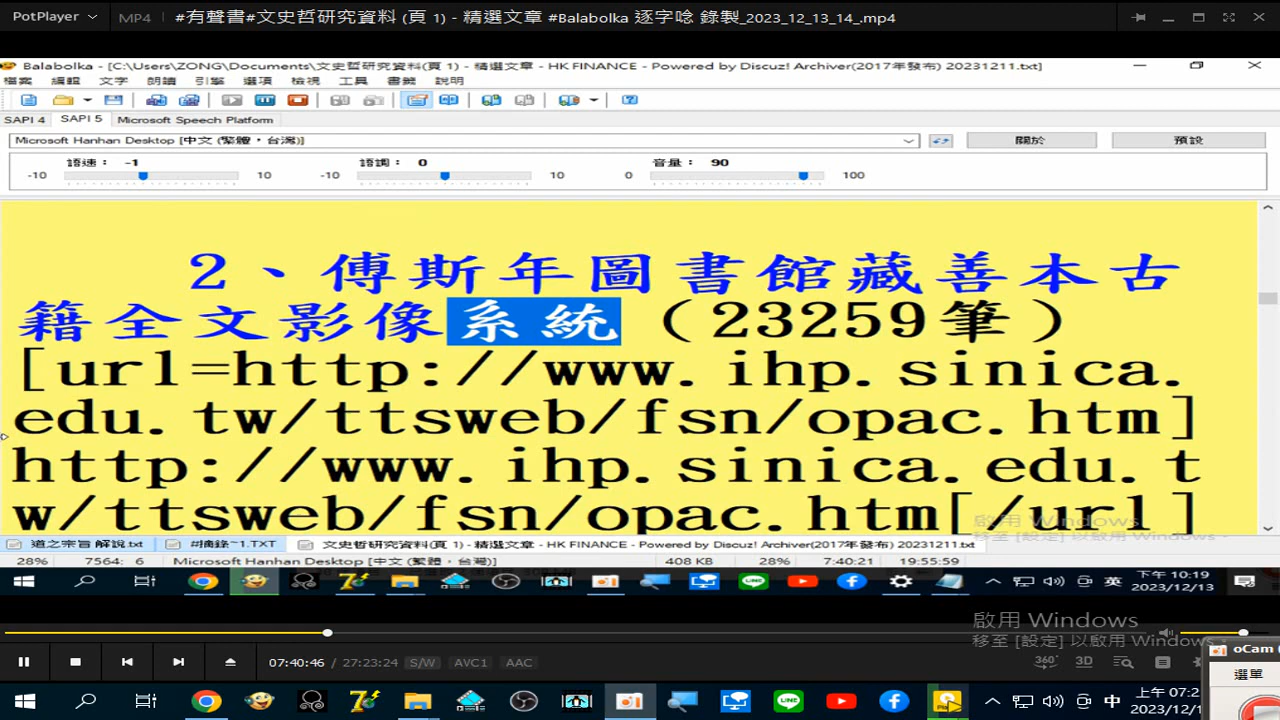 PotPlayer MP4 #有聲書#文史哲研究資料 (頁 1) - 精選文章 #Balabolka 逐字唸 錄製_2023_12_13_14_.mp4
Balabolka - [C:\Users\ZONG\Documents\文史哲研究資料(頁 1) - 精選文章 - HK FINANCE - Powered by Discuz! Archiver(2017年發布) 20231211.txt]
檔案 編輯 文字 朗讀 引擎 選項 檢視 工具 書籤 說明
SAPI 4 SAPI 5 Microsoft Speech Platform
Microsoft Hanhan Desktop [中文 (繁體，台灣)] 關於 預設
語速： -1 語調： 0 音量： 90
-10 10 -10 10 0 100
2、傅斯年圖書館藏善本古
籍全文影像系統（23259筆）
[url=http://www.ihp.sinica.
edu.tw/ttsweb/fsn/opac.htm]
http://www.ihp.sinica.edu.t
w/ttsweb/fsn/opac.htm[/url]
啟用 Windows
移至 [設定] 以啟用 Windows。
道之宗旨 解說.txt #摘錄~1.TXT 文史哲研究資料(頁 1) - 精選文章 - HK FINANCE - Powered by Discuz! Archiver(2017年發布) 20231211.txt
28% 7564: 6 Microsoft Hanhan Desktop [中文 (繁體，台灣)] 408 KB 28% 7:40:21 19:55:59
英 下午 10:19
2023/12/13
啟用 Windows
移至 [設定] 以啟用 Windows。
07:40:46 / 27:23:24 S/W AVC1 AAC
360° 3D
oCam (
選單
中 上午 07:2
2023/12/1